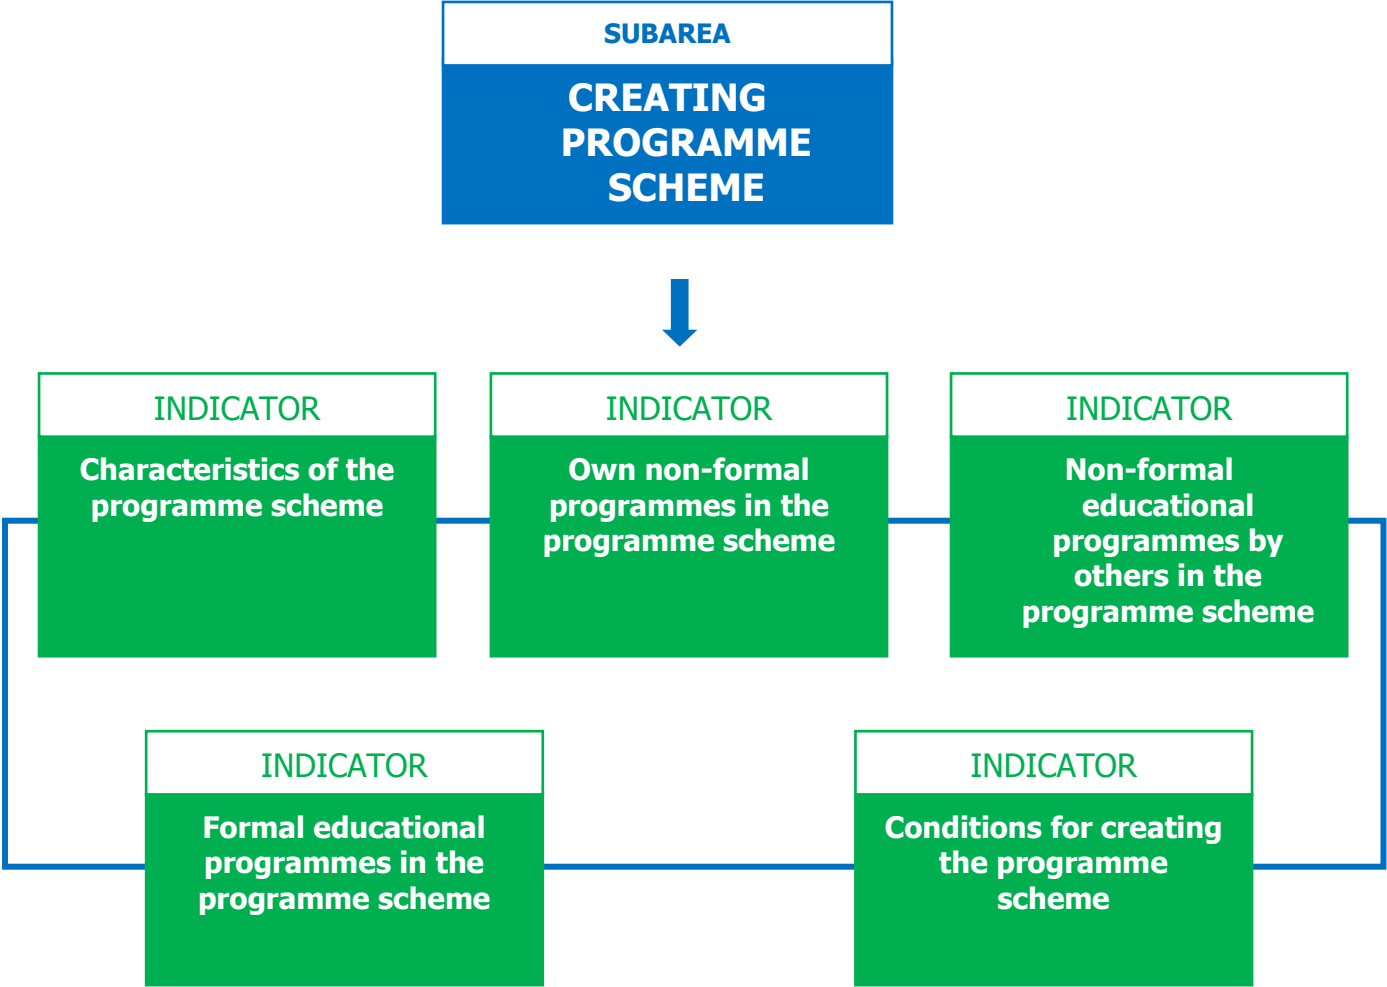 SUBAREA
CREATING
PROGRAMME
SCHEME
INDICATOR
Characteristics of the
programme scheme
INDICATOR
Own non-formal
programmes in the
programme scheme
INDICATOR
Non-formal
educational
programmes by
others in the
programme scheme
INDICATOR
Formal educational
programmes in the
programme scheme
INDICATOR
Conditions for creating
the programme
scheme